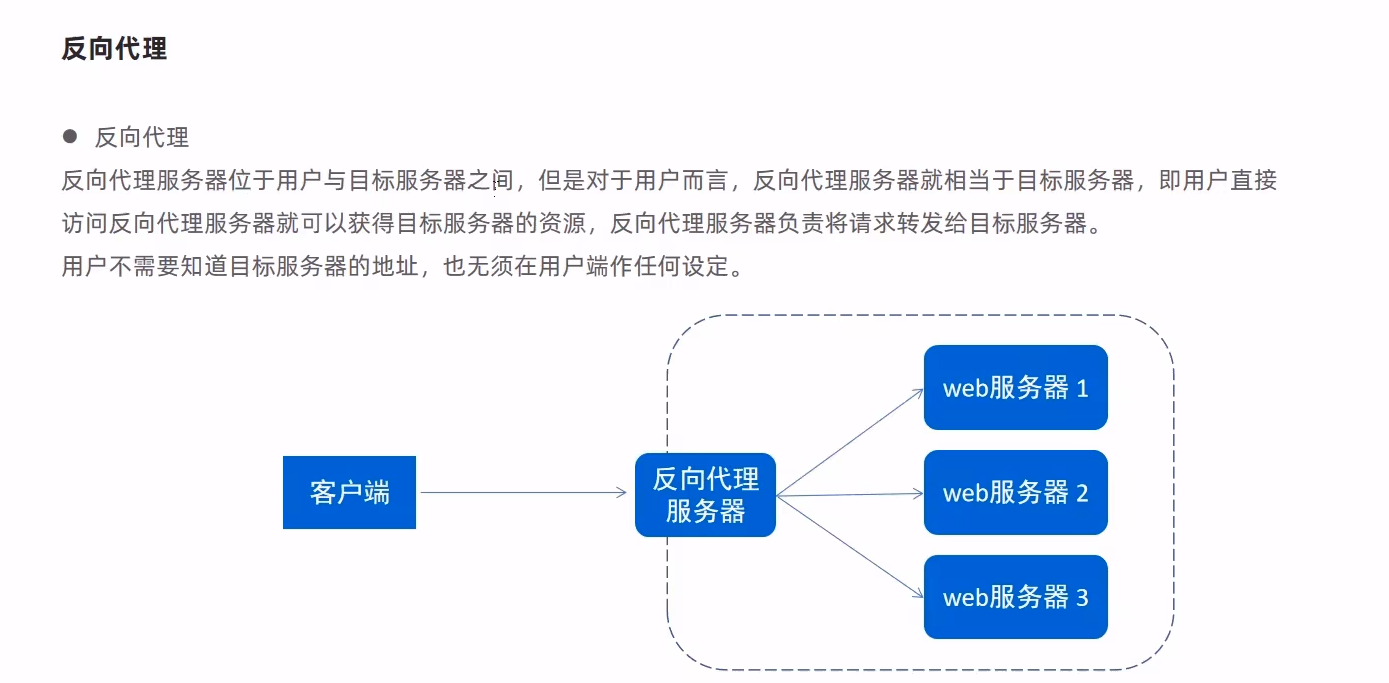 反向代理
反向代理
反向代理服务器位于用户与目标服务器之间，但是对于用户而言，反向代理服务器就相当于目标服务器，即用户直接
访问反向代理服务器就可以获得目标服务器的资源，反向代理服务器负责将请求转发给目标服务器。
用户不需要知道目标服务器的地址，也无须在用户端作任何设定。
客户端
反向代理
服务器
web服务器 1
web服务器 2
web服务器 3